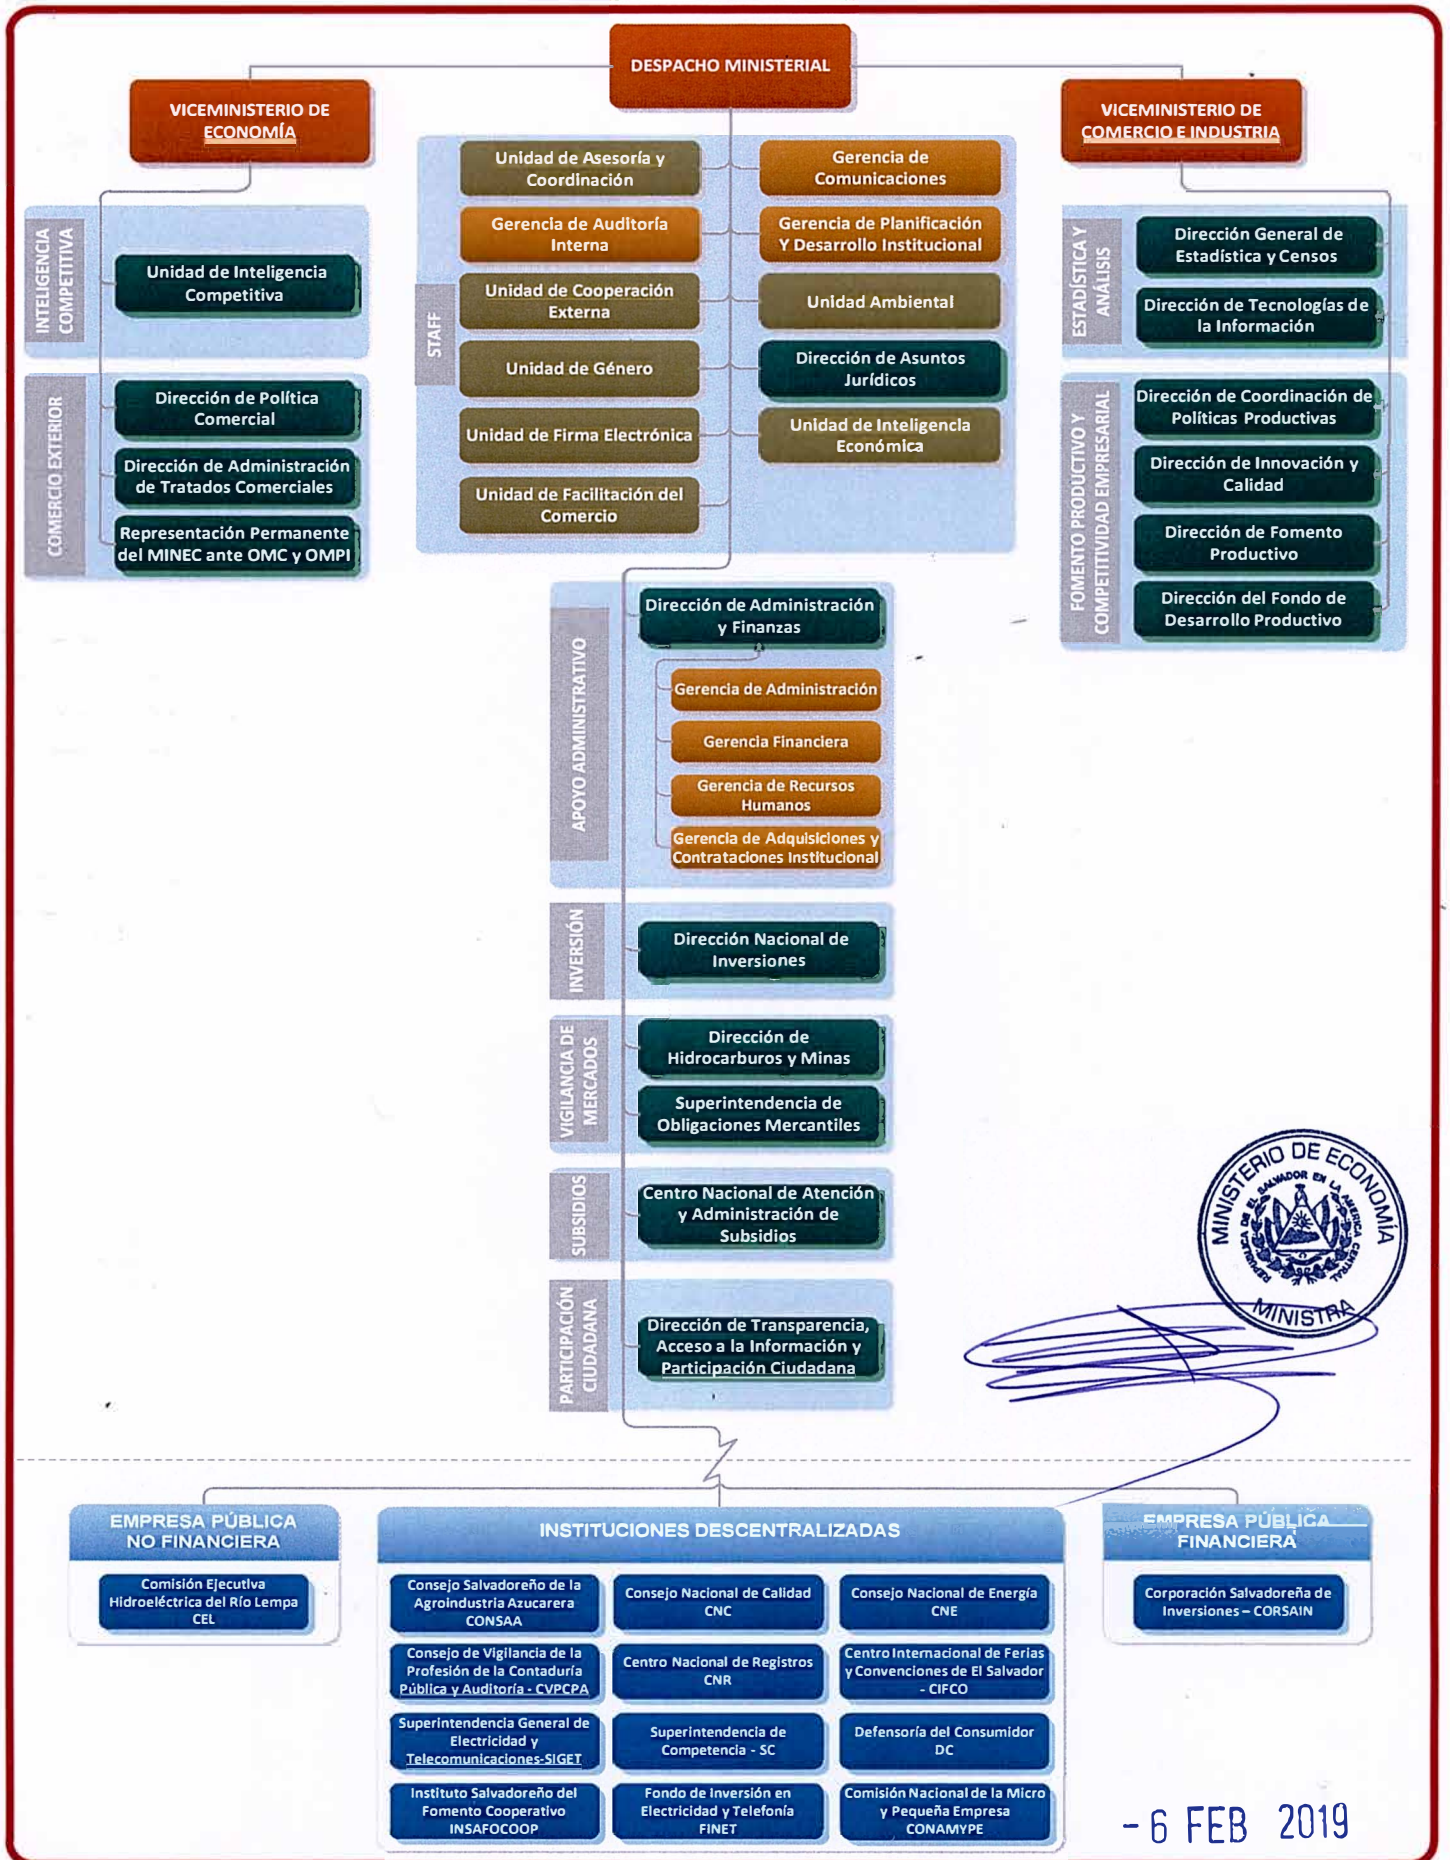 DESPACHO MINISTERIAL
VICEMINISTERIO DE
ECONOMÍA
VICEMINISTERIO DE
COMERCIO E INDUSTRIA
INTELIGENCIA
COMPETITIVA
Unidad de Inteligencia
Competitiva
COMERCIO EXTERIOR
Dirección de Política
Comercial
Dirección de Administración
de Tratados Comerciales
Representación Permanente
del MINEC ante OMC y OMPI
STAFF
Unidad de Asesoría y
Coordinación
Gerencia de
Comunicaciones
Gerencia de Auditoría
Interna
Gerencia de Planificación
Y Desarrollo Institucional
Unidad de Cooperación
Externa
Unidad Ambiental
Unidad de Género
Dirección de Asuntos
Jurídicos
Unidad de Firma Electrónica
Unidad de Inteligencia
Económica
Unidad de Facilitación del
Comercio
ESTADÍSTICA Y
ANÁLISIS
Dirección General de
Estadística y Censos
Dirección de Tecnologías de
la Información
FOMENTO PRODUCTIVO Y
COMPETITIVIDAD EMPRESARIAL
Dirección de Coordinación de
Políticas Productivas
Dirección de Innovación y
Calidad
Dirección de Fomento
Productivo
Dirección del Fondo de
Desarrollo Productivo
APOYO ADMINISTRATIVO
Dirección de Administración
y Finanzas
Gerencia de Administración
Gerencia Financiera
Gerencia de Recursos
Humanos
Gerencia de Adquisiciones y
Contrataciones Institucional
INVERSIÓN
Dirección Nacional de
Inversiones
VIGILANCIA DE
MERCADOS
Dirección de
Hidrocarburos y Minas
Superintendencia de
Obligaciones Mercantiles
SUBSIDIOS
Centro Nacional de Atención
y Administración de
Subsidios
PARTICIPACIÓN
CIUDADANA
Dirección de Transparencia,
Acceso a la Información y
Participación Ciudadana
MINISTERIO DE ECONOMÍA
REPUBLICA DE EL SALVADOR EN LA AMERICA CENTRAL
MINISTRA
EMPRESA PÚBLICA
NO FINANCIERA
Comisión Ejecutiva
Hidroeléctrica del Río Lempa
CEL
INSTITUCIONES DESCENTRALIZADAS
Consejo Salvadoreño de la
Agroindustria Azucarera
CONSAA
Consejo Nacional de Calidad
CNC
Consejo Nacional de Energía
CNE
Consejo de Vigilancia de la
Profesión de la Contaduría
Pública y Auditoría - CVPCPA
Centro Nacional de Registros
CNR
Centro Internacional de Ferias
y Convenciones de El Salvador
- CIFCO
Superintendencia General de
Electricidad y
Telecomunicaciones-SIGET
Superintendencia de
Competencia - SC
Defensoría del Consumidor
DC
Instituto Salvadoreño del
Fomento Cooperativo
INSAFOCOOP
Fondo de Inversión en
Electricidad y Telefonía
FINET
Comisión Nacional de la Micro
y Pequeña Empresa
CONAMYPE
EMPRESA PÚBLICA
FINANCIERA
Corporación Salvadoreña de
Inversiones – CORSAIN
- 6 FEB 2019